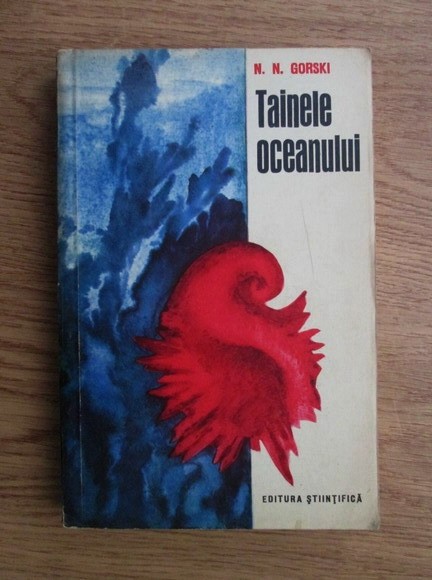 N. N. GORSKI
Tainele
oceanului
EDITURA ŞTIINŢIFICĂ